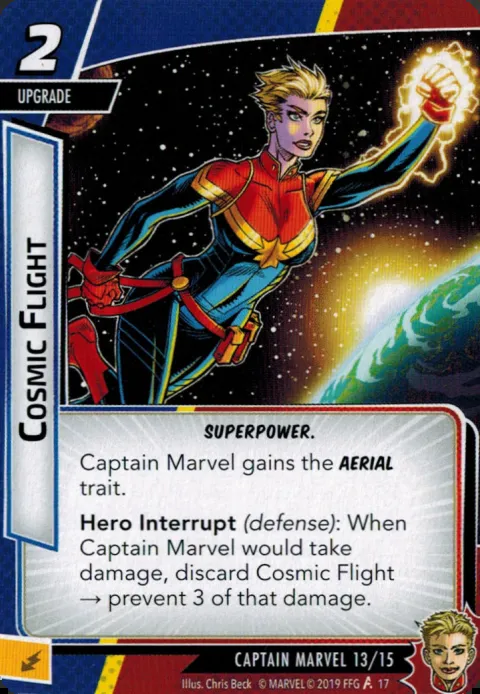 2
UPGRADE
COSMIC FLIGHT
SUPERPOWER.
Captain Marvel gains the AERIAL
trait.
Hero Interrupt (defense): When
Captain Marvel would take
damage, discard Cosmic Flight
→ prevent 3 of that damage.
CAPTAIN MARVEL 13/15
Illus. Chris Beck © MARVEL © 2019 FFG 17